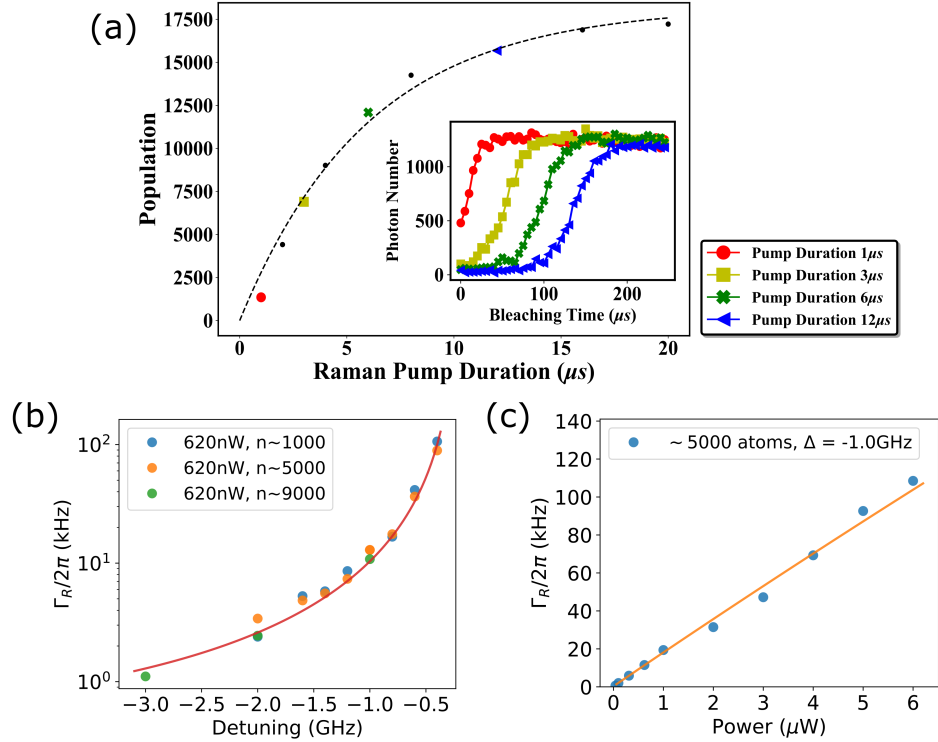 (a)
17500
15000
12500
10000
7500
5000
2500
0
Population
0
5
10
15
20
Raman Pump Duration (μs)
1000
500
0
Photon Number
0
100
200
Bleaching Time (μs)
Pump Duration 1μs
Pump Duration 3μs
Pump Duration 6μs
Pump Duration 12μs
(b)
10²
10¹
10⁰
Γ_R/2π (kHz)
620nW, n~1000
620nW, n~5000
620nW, n~9000
−3.0
−2.5
−2.0
−1.5
−1.0
−0.5
Detuning (GHz)
(c)
140
120
100
80
60
40
20
0
Γ_R/2π (kHz)
~ 5000 atoms, Δ = -1.0GHz
0
1
2
3
4
5
6
Power (μW)